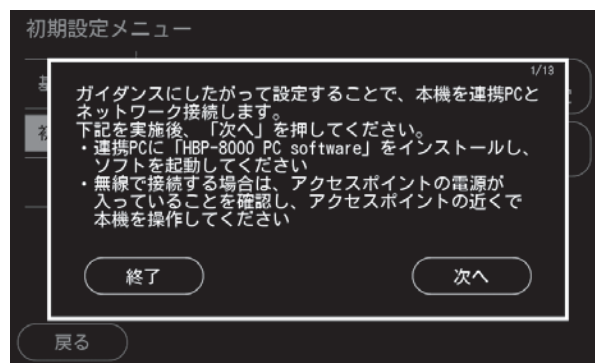 初期設定メニュー
1/13
ガイダンスにしたがって設定することで、本機を連携PCと
ネットワーク接続します。
下記を実施後、「次へ」を押してください。
・連携PCに「HBP-8000 PC software」をインストールし、
ソフトを起動してください
・無線で接続する場合は、アクセスポイントの電源が
入っていることを確認し、アクセスポイントの近くで
本機を操作してください
終了
次へ
戻る